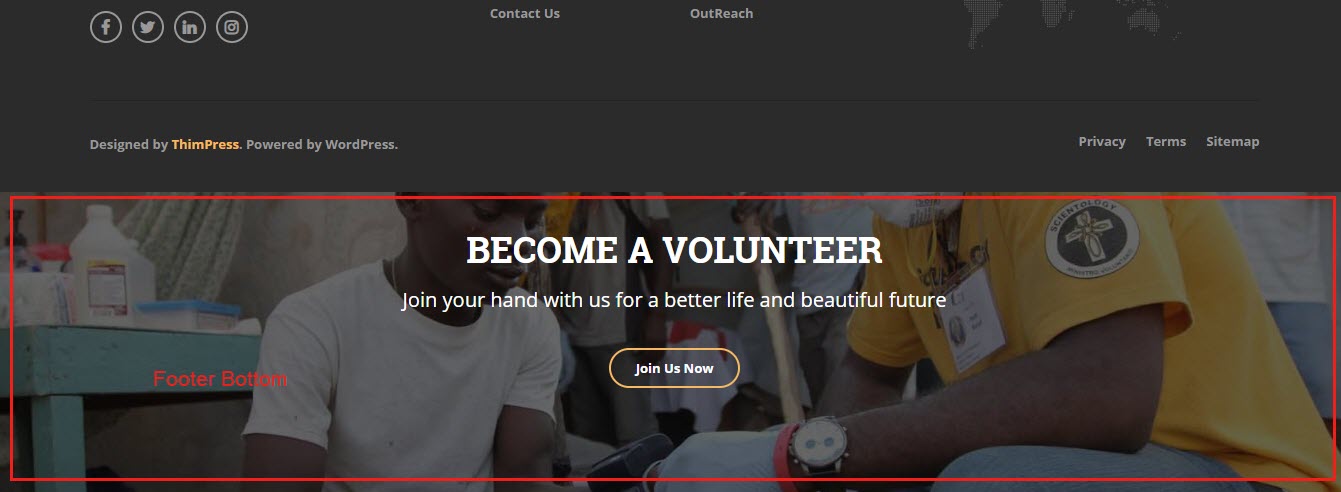 Contact Us
OutReach
Designed by ThimPress. Powered by WordPress.
Privacy
Terms
Sitemap
SCIENTOLOGY
BECOME A VOLUNTEER
Join your hand with us for a better life and beautiful future
Join Us Now
Footer Bottom